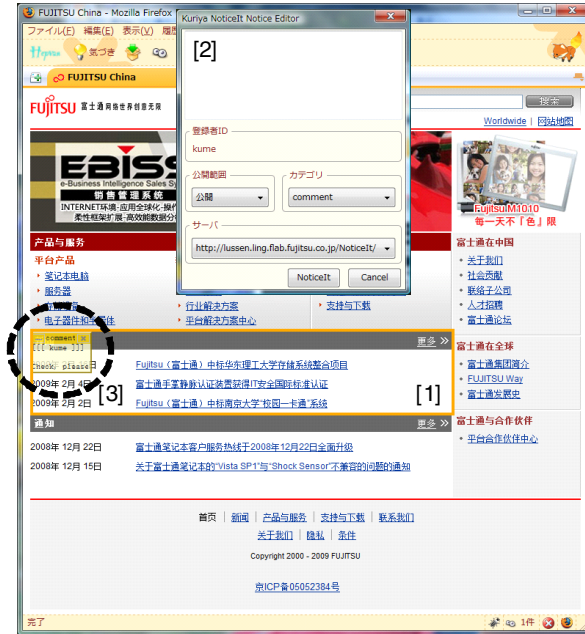 FUJITSU China - Mozilla Firefox
Kuriya NoticeIt Notice Editor
ファイル(E) 編集(E) 表示(V)
気づき
FUJITSU China
[2]
FUJITSU 富士通网络世界创意无限
搜索
Worldwide | 网站地图
登録者ID
kume
公開範囲
公開
カテゴリ
comment
サーバ
http://lussen.ling.flab.fujitsu.co.jp/NoticeIt/
NoticeIt Cancel
EBISS
e-Business Intelligence Sales Sy
销售管理系统
INTERNET环境·应用全球化·操作
柔性框架扩展·高效能数据分
Fujitsu M1010
每一天不『色』限
产品与服务
平台产品
笔记本电脑
服务器
电子器件和半导体
行业解决方案
平台解决方案中心
支持与下载
富士通在中国
关于我们
社会贡献
联络子公司
人才招聘
富士通论坛
更多 »
comment x
[[[ kume ]]]
Check, please
Fujitsu（富士通）中标华东理工大学存储系统整合项目
2009年 2月 4日 富士通手掌静脉认证装置获得IT安全国际标准认证
2009年 2月 2日 Fujitsu（富士通）中标南京大学"校园一卡通"系统
[3]
[1]
富士通在全球
富士通集团简介
FUJITSU Way
富士通发展史
通知
更多 »
2008年 12月 22日 富士通笔记本客户服务热线于2008年12月22日全面升级
2008年 12月 15日 关于富士通笔记本的"Vista SP1"与"Shock Sensor"不兼容的问题的通知
富士通与合作伙伴
平台合作伙伴中心
首页 | 新闻 | 产品与服务 | 支持与下载 | 联系我们
关于我们 | 隐私 | 条件
Copyright 2000 - 2009 FUJITSU
京ICP备05052384号
完了
1件